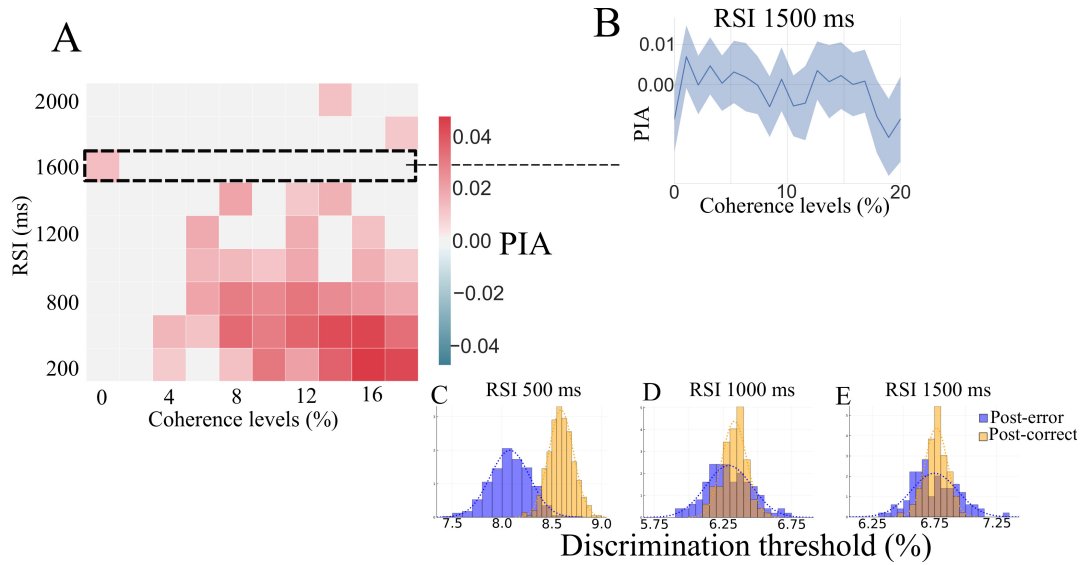 A
B
RSI 1500 ms
2000
1600
1200
800
200
RSI (ms)
0
4
8
12
16
Coherence levels (%)
0.04
0.02
0.00
−0.02
−0.04
PIA
0.01
0.00
PIA
0
10
20
Coherence levels (%)
C
RSI 500 ms
7.5
8.0
8.5
9.0
D
RSI 1000 ms
5.75
6.25
6.75
E
RSI 1500 ms
6.25
6.75
7.25
Post-error
Post-correct
Discrimination threshold (%)